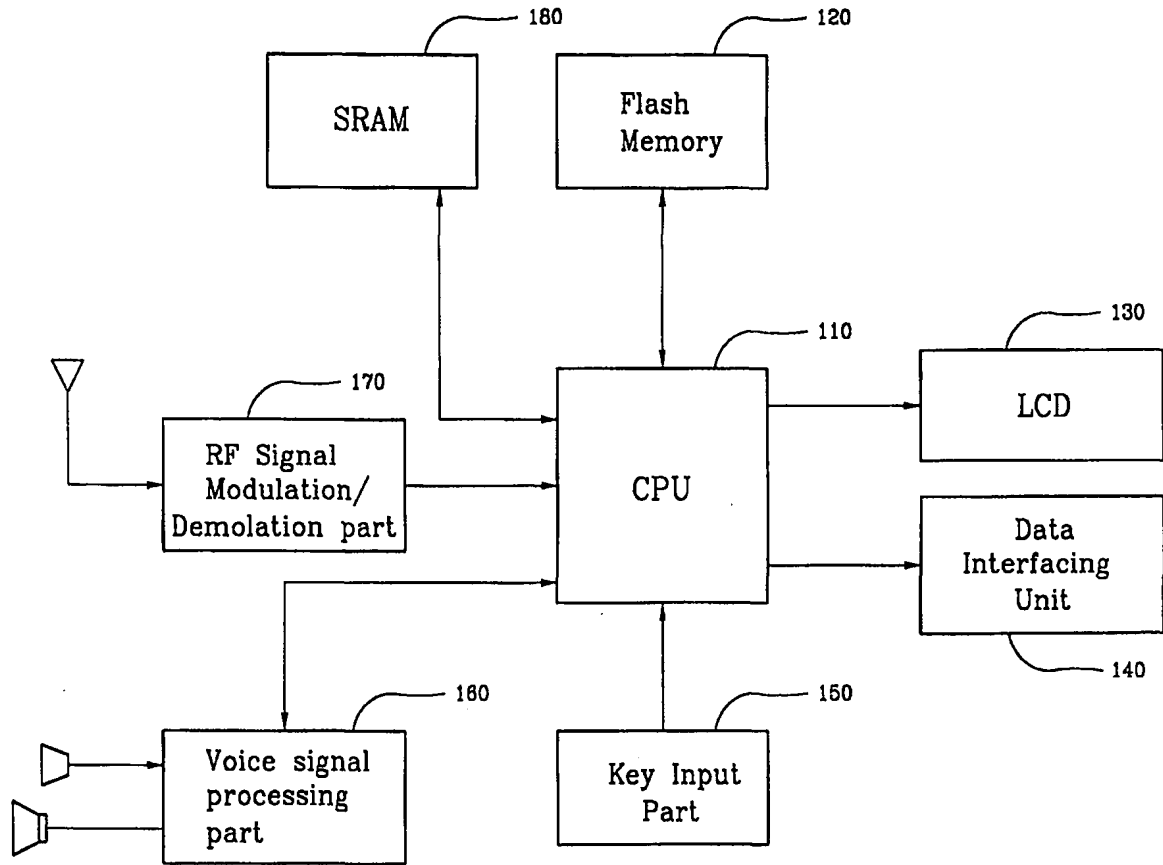 180
120
SRAM
Flash
Memory
110
130
170
LCD
RF Signal
Modulation/
Demolation part
CPU
Data
Interfacing
Unit
140
160
150
Voice signal
processing
part
Key Input
Part